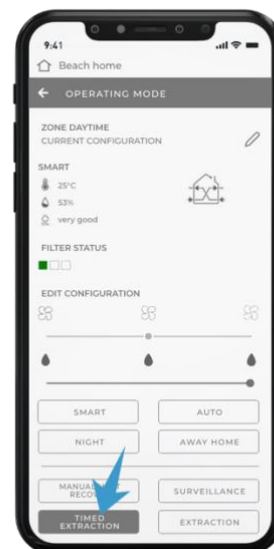 9:41
Beach home
OPERATING MODE
ZONE DAYTIME
CURRENT CONFIGURATION
SMART
25°C
53%
very good
FILTER STATUS
EDIT CONFIGURATION
SMART
AUTO
NIGHT
AWAY HOME
MANUAL
RECO
SURVEILLANCE
TIMED
EXTRACTION
EXTRACTION